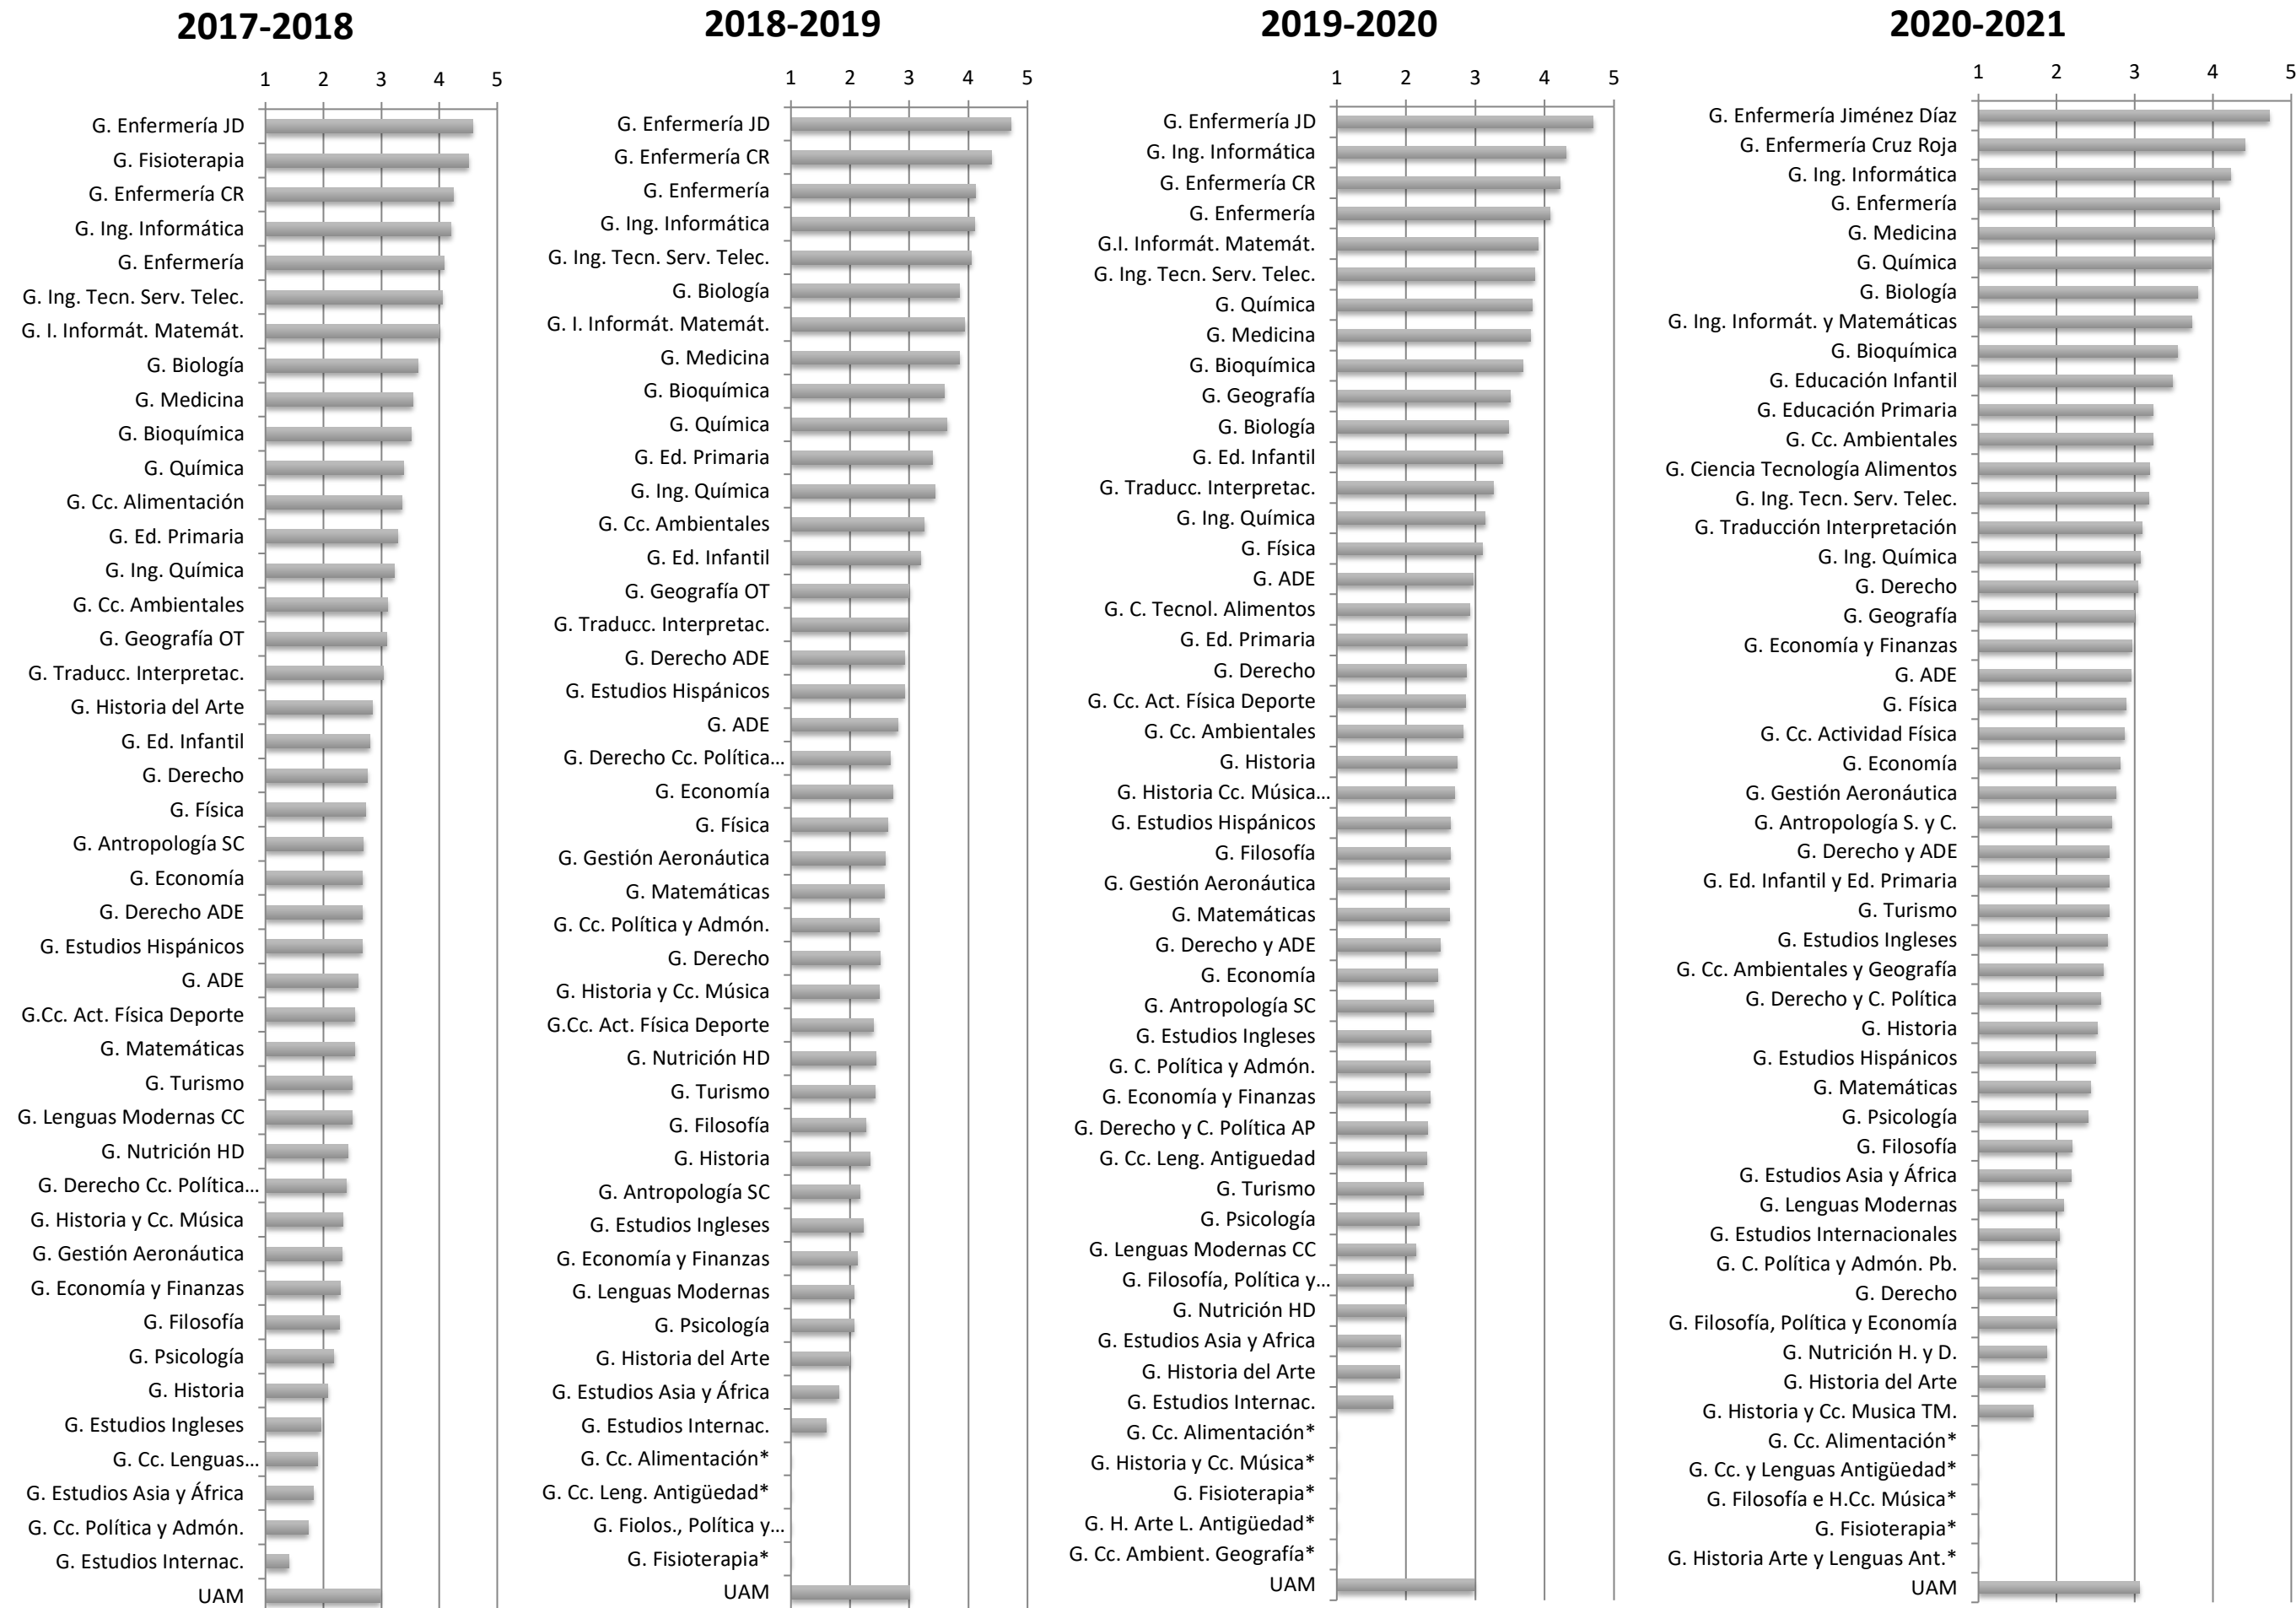 2017-2018
1 2 3 4 5
G. Enfermería JD
G. Fisioterapia
G. Enfermería CR
G. Ing. Informática
G. Enfermería
G. Ing. Tecn. Serv. Telec.
G. I. Informát. Matemát.
G. Biología
G. Medicina
G. Bioquímica
G. Química
G. Cc. Alimentación
G. Ed. Primaria
G. Ing. Química
G. Cc. Ambientales
G. Geografía OT
G. Traducc. Interpretac.
G. Historia del Arte
G. Ed. Infantil
G. Derecho
G. Física
G. Antropología SC
G. Economía
G. Derecho ADE
G. Estudios Hispánicos
G. ADE
G.Cc. Act. Física Deporte
G. Matemáticas
G. Turismo
G. Lenguas Modernas CC
G. Nutrición HD
G. Derecho Cc. Política...
G. Historia y Cc. Música
G. Gestión Aeronáutica
G. Economía y Finanzas
G. Filosofía
G. Psicología
G. Historia
G. Estudios Ingleses
G. Cc. Lenguas...
G. Estudios Asia y África
G. Cc. Política y Admón.
G. Estudios Internac.
UAM
2018-2019
1 2 3 4 5
G. Enfermería JD
G. Enfermería CR
G. Enfermería
G. Ing. Informática
G. Ing. Tecn. Serv. Telec.
G. Biología
G. I. Informát. Matemát.
G. Medicina
G. Bioquímica
G. Química
G. Ed. Primaria
G. Ing. Química
G. Cc. Ambientales
G. Ed. Infantil
G. Geografía OT
G. Traducc. Interpretac.
G. Derecho ADE
G. Estudios Hispánicos
G. ADE
G. Derecho Cc. Política...
G. Economía
G. Física
G. Gestión Aeronáutica
G. Matemáticas
G. Cc. Política y Admón.
G. Derecho
G. Historia y Cc. Música
G.Cc. Act. Física Deporte
G. Nutrición HD
G. Turismo
G. Filosofía
G. Historia
G. Antropología SC
G. Estudios Ingleses
G. Economía y Finanzas
G. Lenguas Modernas
G. Psicología
G. Historia del Arte
G. Estudios Asia y África
G. Estudios Internac.
G. Cc. Alimentación*
G. Cc. Leng. Antigüedad*
G. Fiolos., Política y...
G. Fisioterapia*
UAM
2019-2020
1 2 3 4 5
G. Enfermería JD
G. Ing. Informática
G. Enfermería CR
G. Enfermería
G.I. Informát. Matemát.
G. Ing. Tecn. Serv. Telec.
G. Química
G. Medicina
G. Bioquímica
G. Geografía
G. Biología
G. Ed. Infantil
G. Traducc. Interpretac.
G. Ing. Química
G. Física
G. ADE
G. C. Tecnol. Alimentos
G. Ed. Primaria
G. Derecho
G. Cc. Act. Física Deporte
G. Cc. Ambientales
G. Historia
G. Historia Cc. Música...
G. Estudios Hispánicos
G. Filosofía
G. Gestión Aeronáutica
G. Matemáticas
G. Derecho y ADE
G. Economía
G. Antropología SC
G. Estudios Ingleses
G. C. Política y Admón.
G. Economía y Finanzas
G. Derecho y C. Política AP
G. Cc. Leng. Antiguedad
G. Turismo
G. Psicología
G. Lenguas Modernas CC
G. Filosofía, Política y...
G. Nutrición HD
G. Estudios Asia y Africa
G. Historia del Arte
G. Estudios Internac.
G. Cc. Alimentación*
G. Historia y Cc. Música*
G. Fisioterapia*
G. H. Arte L. Antigüedad*
G. Cc. Ambient. Geografía*
UAM
2020-2021
1 2 3 4 5
G. Enfermería Jiménez Díaz
G. Enfermería Cruz Roja
G. Ing. Informática
G. Enfermería
G. Medicina
G. Química
G. Biología
G. Ing. Informát. y Matemáticas
G. Bioquímica
G. Educación Infantil
G. Educación Primaria
G. Cc. Ambientales
G. Ciencia Tecnología Alimentos
G. Ing. Tecn. Serv. Telec.
G. Traducción Interpretación
G. Ing. Química
G. Derecho
G. Geografía
G. Economía y Finanzas
G. ADE
G. Física
G. Cc. Actividad Física
G. Economía
G. Gestión Aeronáutica
G. Antropología S. y C.
G. Derecho y ADE
G. Ed. Infantil y Ed. Primaria
G. Turismo
G. Estudios Ingleses
G. Cc. Ambientales y Geografía
G. Derecho y C. Política
G. Historia
G. Estudios Hispánicos
G. Matemáticas
G. Psicología
G. Filosofía
G. Estudios Asia y África
G. Lenguas Modernas
G. Estudios Internacionales
G. C. Política y Admón. Pb.
G. Derecho
G. Filosofía, Política y Economía
G. Nutrición H. y D.
G. Historia del Arte
G. Historia y Cc. Musica TM.
G. Cc. Alimentación*
G. Cc. y Lenguas Antigüedad*
G. Filosofía e H.Cc. Música*
G. Fisioterapia*
G. Historia Arte y Lenguas Ant.*
UAM